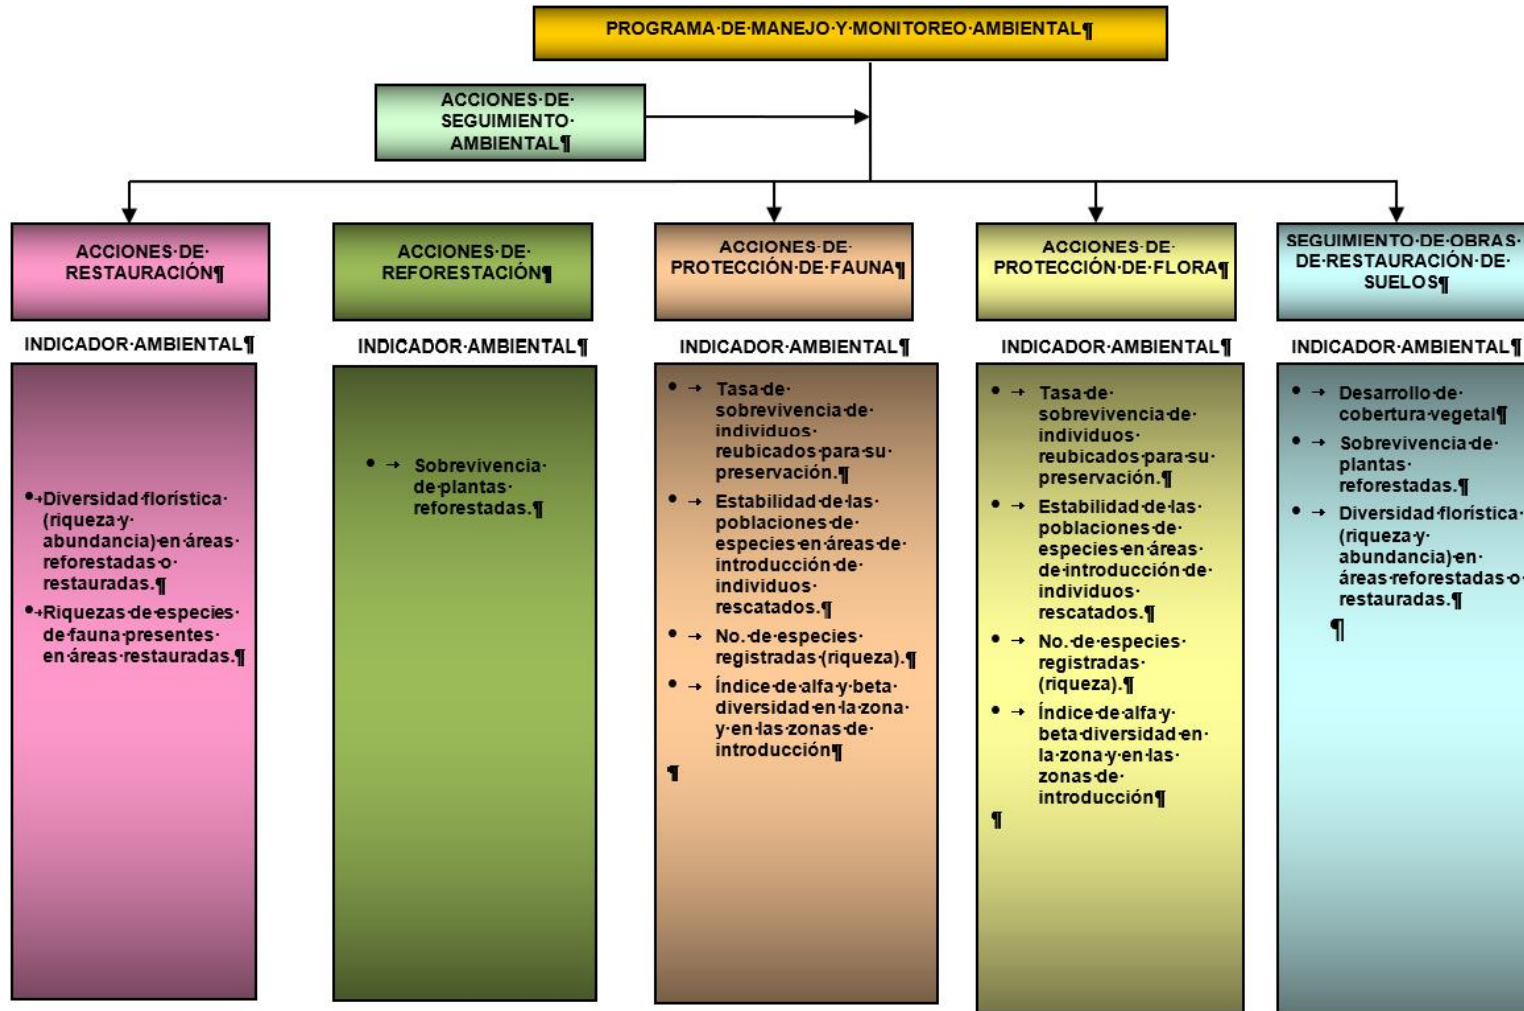 PROGRAMA·DE·MANEJO·Y·MONITOREO·AMBIENTAL¶
ACCIONES·DE·
SEGUIMIENTO·
AMBIENTAL¶
ACCIONES·DE·
RESTAURACIÓN¶
ACCIONES·DE·
REFORESTACIÓN¶
ACCIONES·DE·
PROTECCIÓN·DE·FAUNA¶
ACCIONES·DE·
PROTECCIÓN·DE·FLORA¶
SEGUIMIENTO·DE·OBRAS·
DE·RESTAURACIÓN·DE·
SUELOS¶
INDICADOR·AMBIENTAL¶
•→Diversidad·florística·
(riqueza·y·
abundancia)·en·áreas·
reforestadas·o·
restauradas.¶
•→Riquezas·de·especies·
de·fauna·presentes·
en·áreas·restauradas.¶
INDICADOR·AMBIENTAL¶
•→Sobrevivencia·
de·plantas·
reforestadas.¶
INDICADOR·AMBIENTAL¶
•→Tasa·de·
sobrevivencia·de·
individuos·
reubicados·para·su·
preservación.¶
•→Estabilidad·de·las·
poblaciones·de·
especies·en·áreas·de·
introducción·de·
individuos·
rescatados.¶
•→No.·de·especies·
registradas·(riqueza).¶
•→Índice·de·alfa·y·beta·
diversidad·en·la·zona·
y·en·las·zonas·de·
introducción¶
¶
INDICADOR·AMBIENTAL¶
•→Tasa·de·
sobrevivencia·de·
individuos·
reubicados·para·su·
preservación.¶
•→Estabilidad·de·las·
poblaciones·de·
especies·en·áreas·
de·introducción·de·
individuos·
rescatados.¶
•→No.·de·especies·
registradas·
(riqueza).¶
•→Índice·de·alfa·y·
beta·diversidad·en·
la·zona·y·en·las·
zonas·de·
introducción¶
¶
INDICADOR·AMBIENTAL¶
•→Desarrollo·de·
cobertura·vegetal¶
•→Sobrevivencia·de·
plantas·
reforestadas.¶
•→Diversidad·florística·
(riqueza·y·
abundancia)·en·
áreas·reforestadas·o·
restauradas.¶
¶